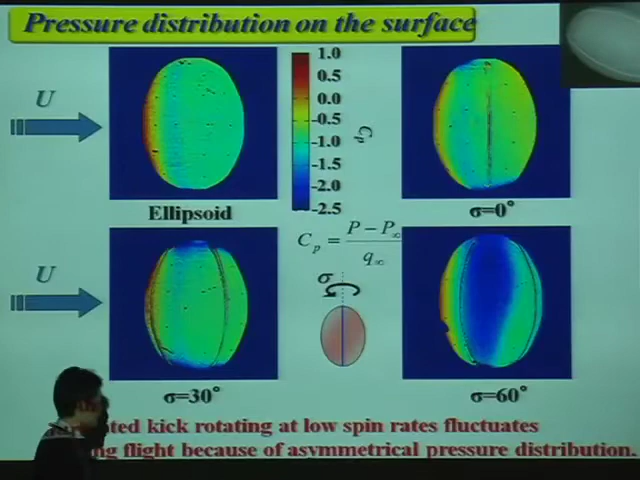 Pressure distribution on the surface
U
1.0
0.5
0.0
-0.5
-1.0
-1.5
-2.0
-2.5
Cp
Ellipsoid
σ=0°
U
Cp = P – P∞
q∞
σ
σ=30°
σ=60°
ted kick rotating at low spin rates fluctuates
ng flight because of asymmetrical pressure distribution.